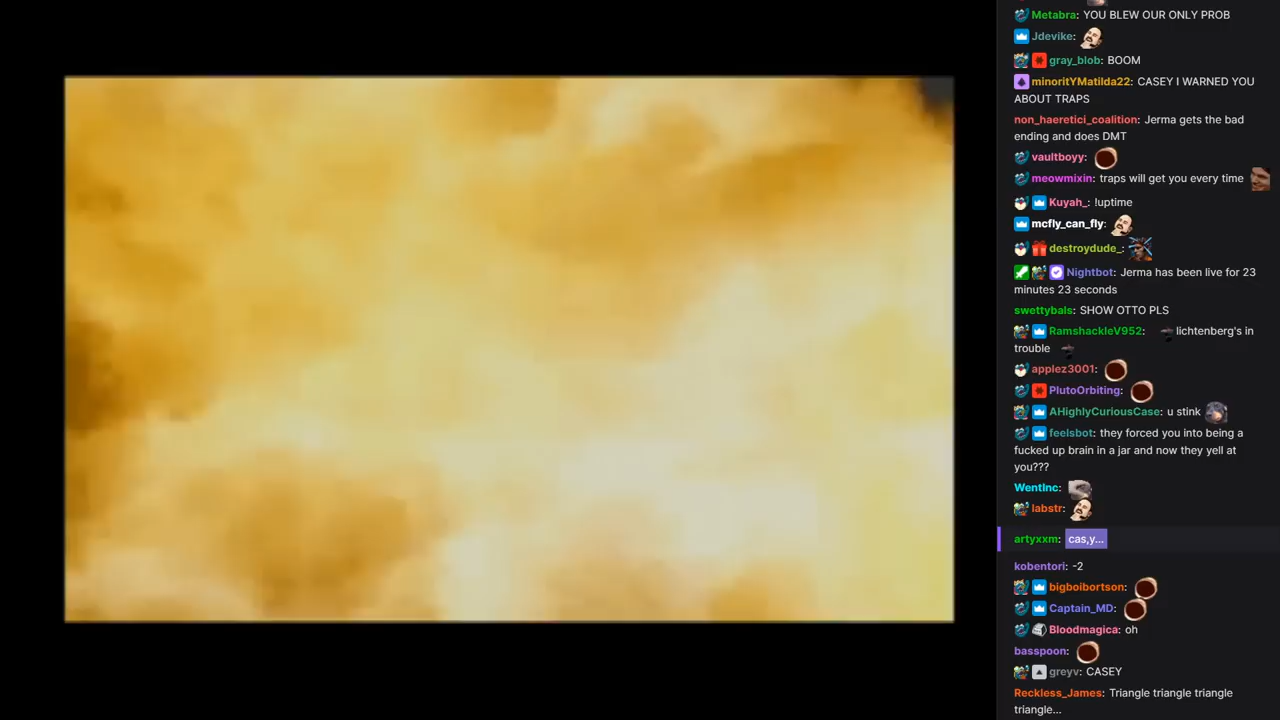 Metabra: YOU BLEW OUR ONLY PROB
Jdevike:
gray_blob: BOOM
minoritYMatilda22: CASEY I WARNED YOU
ABOUT TRAPS
non_haeretici_coalition: Jerma gets the bad
ending and does DMT
vaultboyy:
meowmixin: traps will get you every time
Kuyah_: !uptime
mcfly_can_fly:
destroydude_:
Nightbot: Jerma has been live for 23
minutes 23 seconds
swettybals: SHOW OTTO PLS
RamshackleV952: lichtenberg's in
trouble
applez3001:
PlutoOrbiting:
AHighlyCuriousCase: u stink
feelsbot: they forced you into being a
fucked up brain in a jar and now they yell at
you???
WentInc:
labstr:
artyxxm: cas,y...
kobentori: -2
bigboibortson:
Captain_MD:
Bloodmagica: oh
basspoon:
greyv: CASEY
Reckless_James: Triangle triangle triangle
triangle...